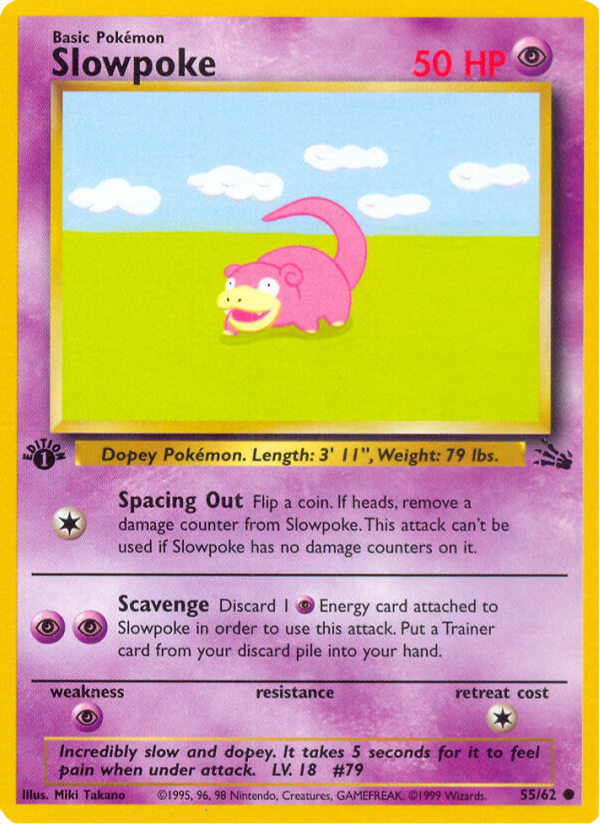 Basic Pokémon
Slowpoke 50 HP
EDITION
1
Dopey Pokémon. Length: 3' 11", Weight: 79 lbs.
Spacing Out Flip a coin. If heads, remove a
damage counter from Slowpoke. This attack can't be
used if Slowpoke has no damage counters on it.
Scavenge Discard 1 Energy card attached to
Slowpoke in order to use this attack. Put a Trainer
card from your discard pile into your hand.
weakness resistance retreat cost
Incredibly slow and dopey. It takes 5 seconds for it to feel
pain when under attack. LV. 18 #79
Illus. Miki Takano ©1995, 96, 98 Nintendo, Creatures, GAMEFREAK. ©1999 Wizards. 55/62